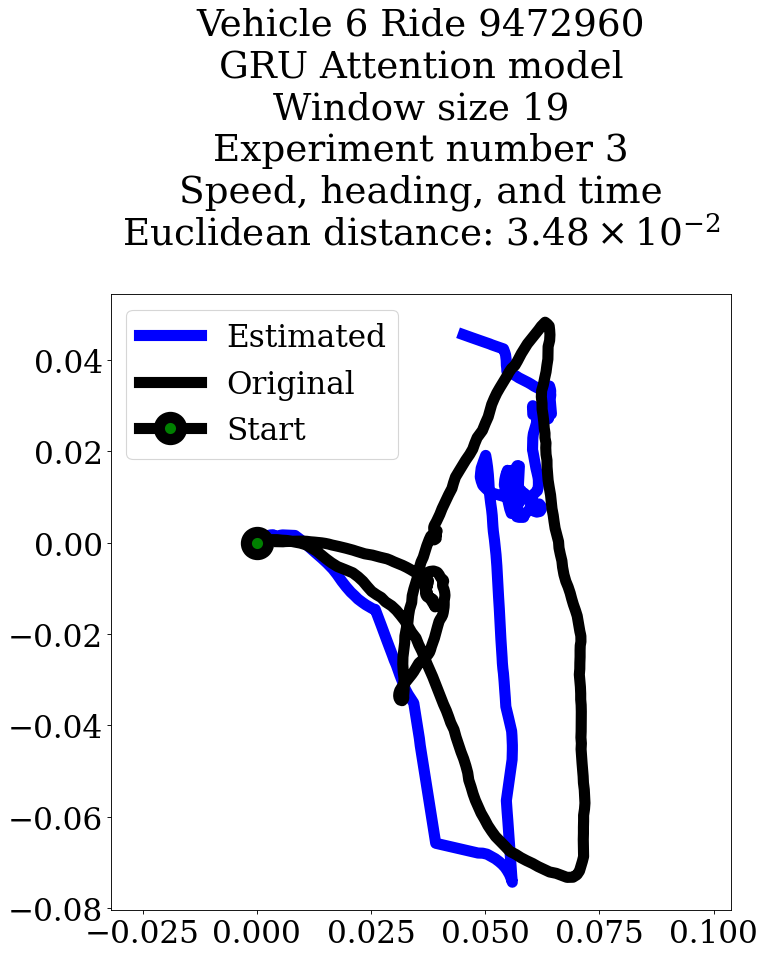 Vehicle 6 Ride 9472960
GRU Attention model
Window size 19
Experiment number 3
Speed, heading, and time
Euclidean distance: 3.48 × 10⁻²
Estimated
Original
Start
0.04
0.02
0.00
−0.02
−0.04
−0.06
−0.08
−0.025 0.000 0.025 0.050 0.075 0.100